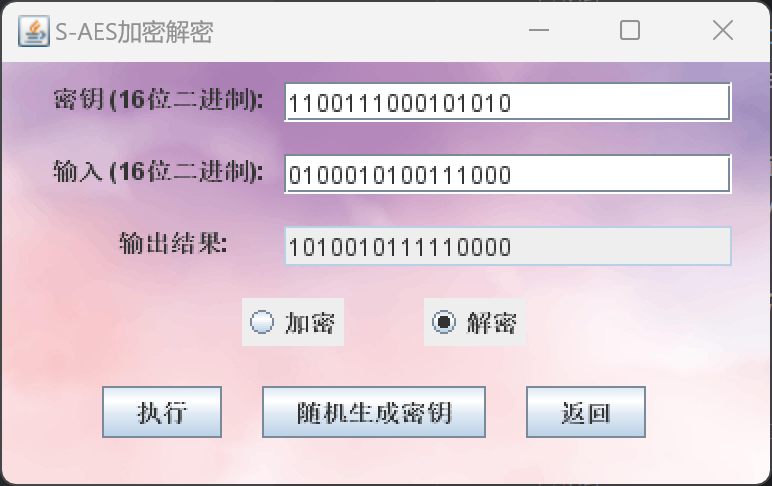 S-AES加密解密
密钥(16位二进制): 1100111000101010
输入(16位二进制): 0100010100111000
输出结果: 1010010111110000
加密 解密
执行 随机生成密钥 返回